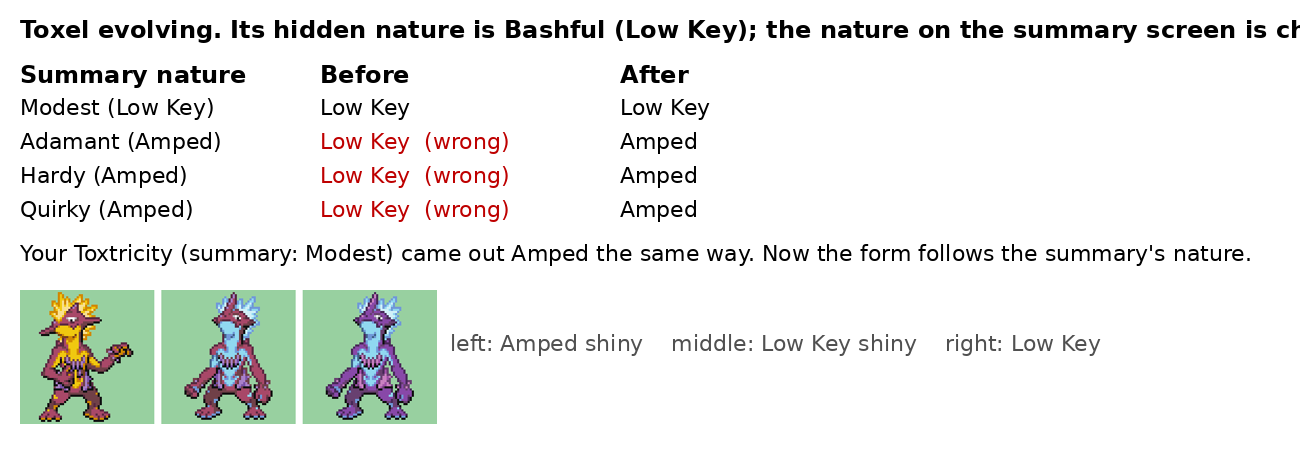 Toxel evolving. Its hidden nature is Bashful (Low Key); the nature on the summary screen is ch
Summary nature Before After
Modest (Low Key) Low Key Low Key
Adamant (Amped) Low Key (wrong) Amped
Hardy (Amped) Low Key (wrong) Amped
Quirky (Amped) Low Key (wrong) Amped
Your Toxtricity (summary: Modest) came out Amped the same way. Now the form follows the summary's nature.
left: Amped shiny middle: Low Key shiny right: Low Key